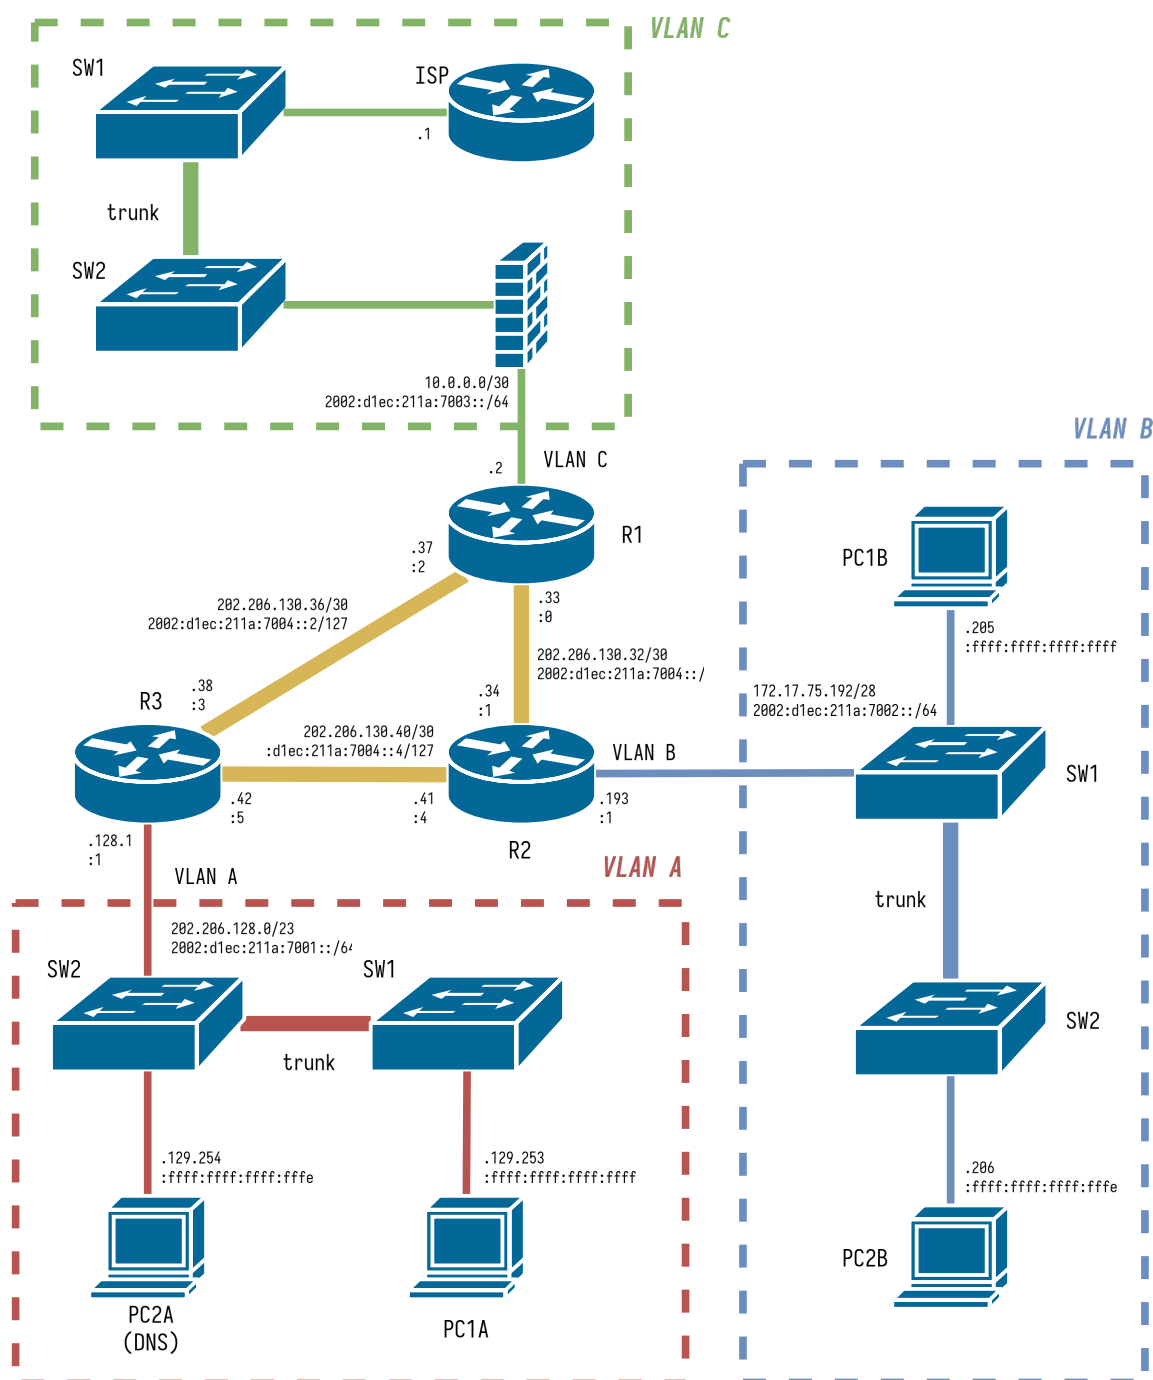 VLAN C
SW1
ISP
.1
trunk
SW2
10.0.0.0/30
2002:d1ec:211a:7003::/64
VLAN C
.2
R1
.37
:2
.33
:0
202.206.130.36/30
2002:d1ec:211a:7004::2/127
202.206.130.32/30
2002:d1ec:211a:7004::/
.38
:3
R3
.34
:1
202.206.130.40/30
:d1ec:211a:7004::4/127
.42
:5
.41
:4
R2
VLAN B
.193
:1
VLAN B
PC1B
.205
:ffff:ffff:ffff:ffff
172.17.75.192/28
2002:d1ec:211a:7002::/64
SW1
trunk
SW2
.206
:ffff:ffff:ffff:fffe
PC2B
.128.1
:1
VLAN A
VLAN A
202.206.128.0/23
2002:d1ec:211a:7001::/64
SW2
SW1
trunk
.129.254
:ffff:ffff:ffff:fffe
.129.253
:ffff:ffff:ffff:ffff
PC2A
(DNS)
PC1A